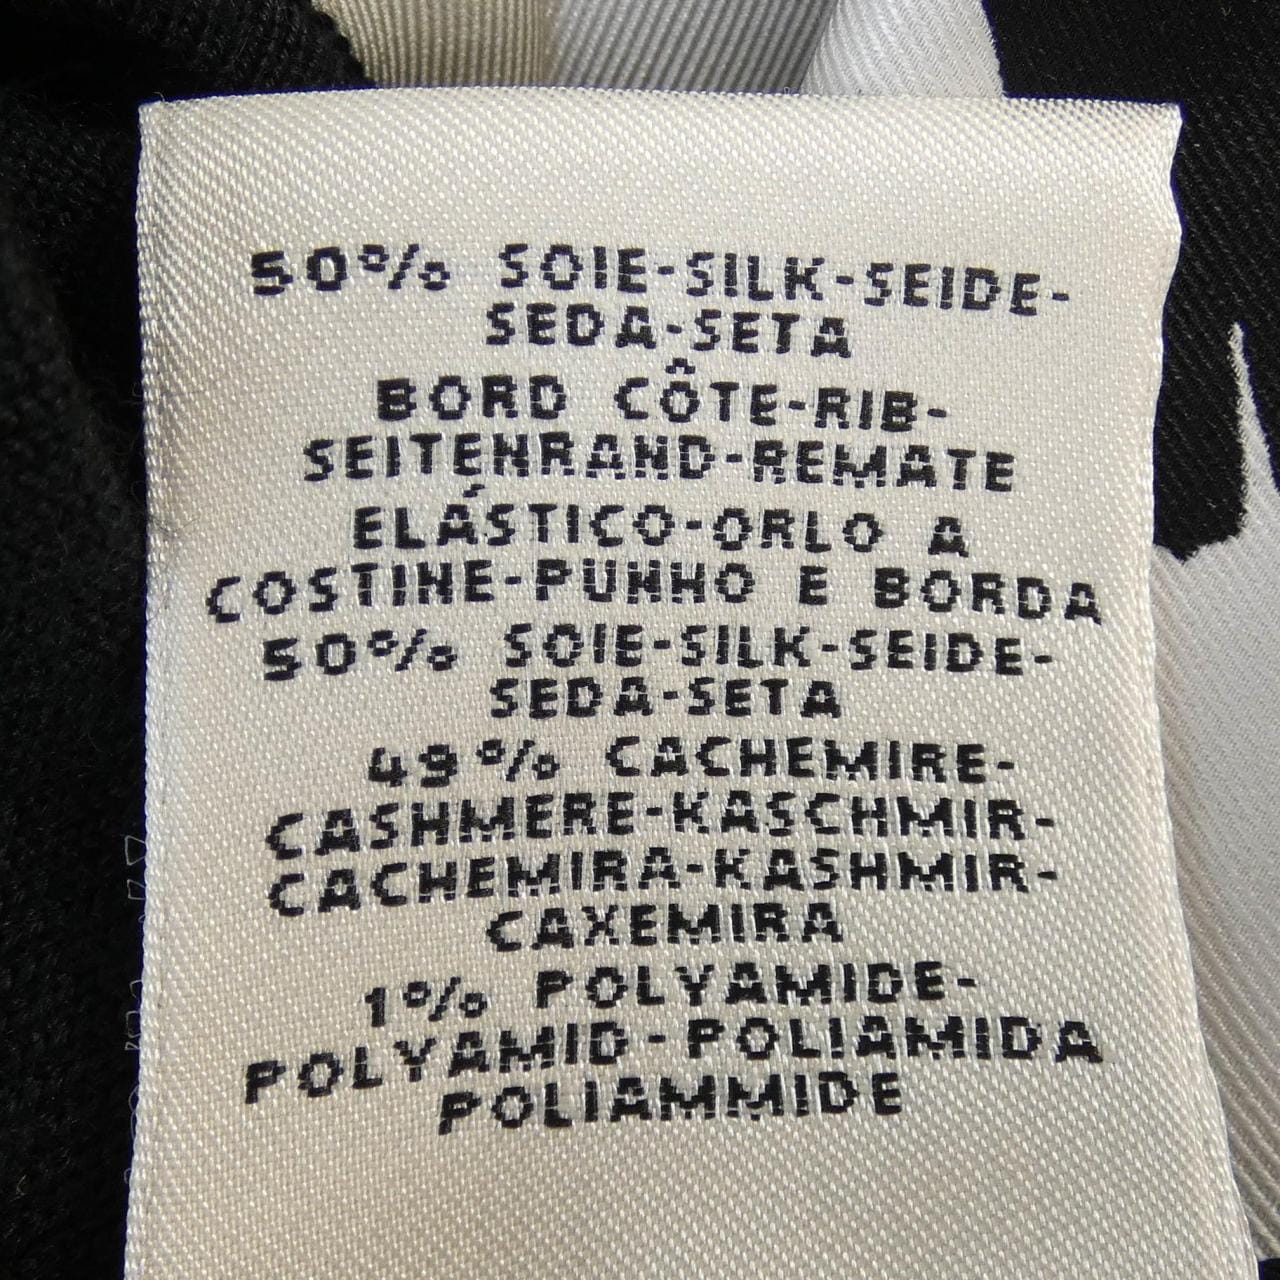 50% SOIE-SILK-SEIDE-
SEDA-SETA
BORD CÔTE-RIB-
SEITENRAND-REMATE
ELÁSTICO-ORLO A
COSTINE-PUNHO E BORDA
50% SOIE-SILK-SEIDE-
SEDA-SETA
49% CACHEMIRE-
CASHMERE-KASCHMIR-
CACHEMIRA-KASHMIR-
CAXEMIRA
1% POLYAMIDE-
POLYAMID-POLIAMIDA
POLIAMMIDE